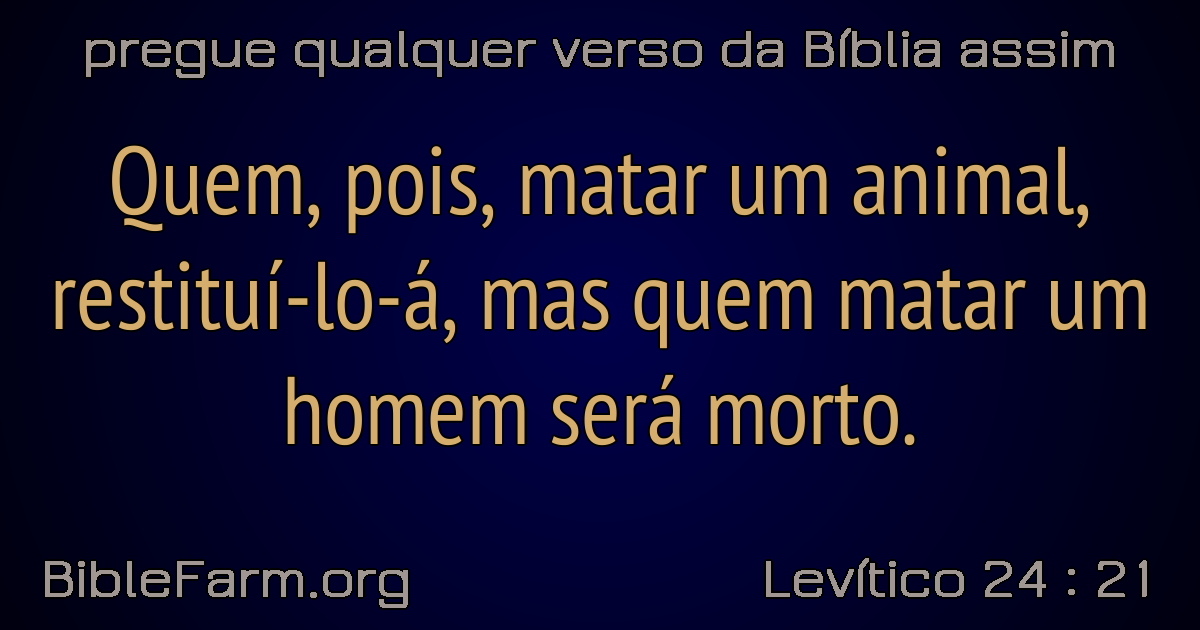 pregue qualquer verso da Bíblia assim
Quem, pois, matar um animal,
restituí-lo-á, mas quem matar um
homem será morto.
BibleFarm.org
Levítico 24 : 21